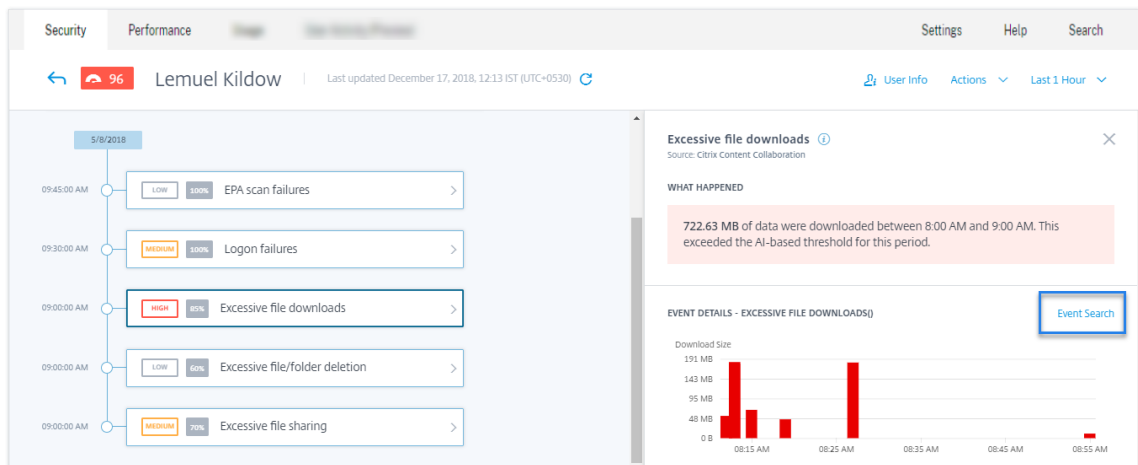 Security Performance Settings Help Search
96 Lemuel Kildow Last updated December 17, 2018, 12:13 IST (UTC+0530) User Info Actions Last 1 Hour
5/8/2018
09:45:00 AM LOW 100% EPA scan failures
09:30:00 AM MEDIUM 100% Logon failures
09:00:00 AM HIGH 85% Excessive file downloads
09:00:00 AM LOW 60% Excessive file/folder deletion
09:00:00 AM MEDIUM 70% Excessive file sharing
Excessive file downloads
Source: Citrix Content Collaboration
WHAT HAPPENED
722.63 MB of data were downloaded between 8:00 AM and 9:00 AM. This
exceeded the AI-based threshold for this period.
EVENT DETAILS - EXCESSIVE FILE DOWNLOADS() Event Search
Download Size
191 MB
143 MB
95 MB
48 MB
0 B
08:15 AM 08:25 AM 08:35 AM 08:45 AM 08:55 AM